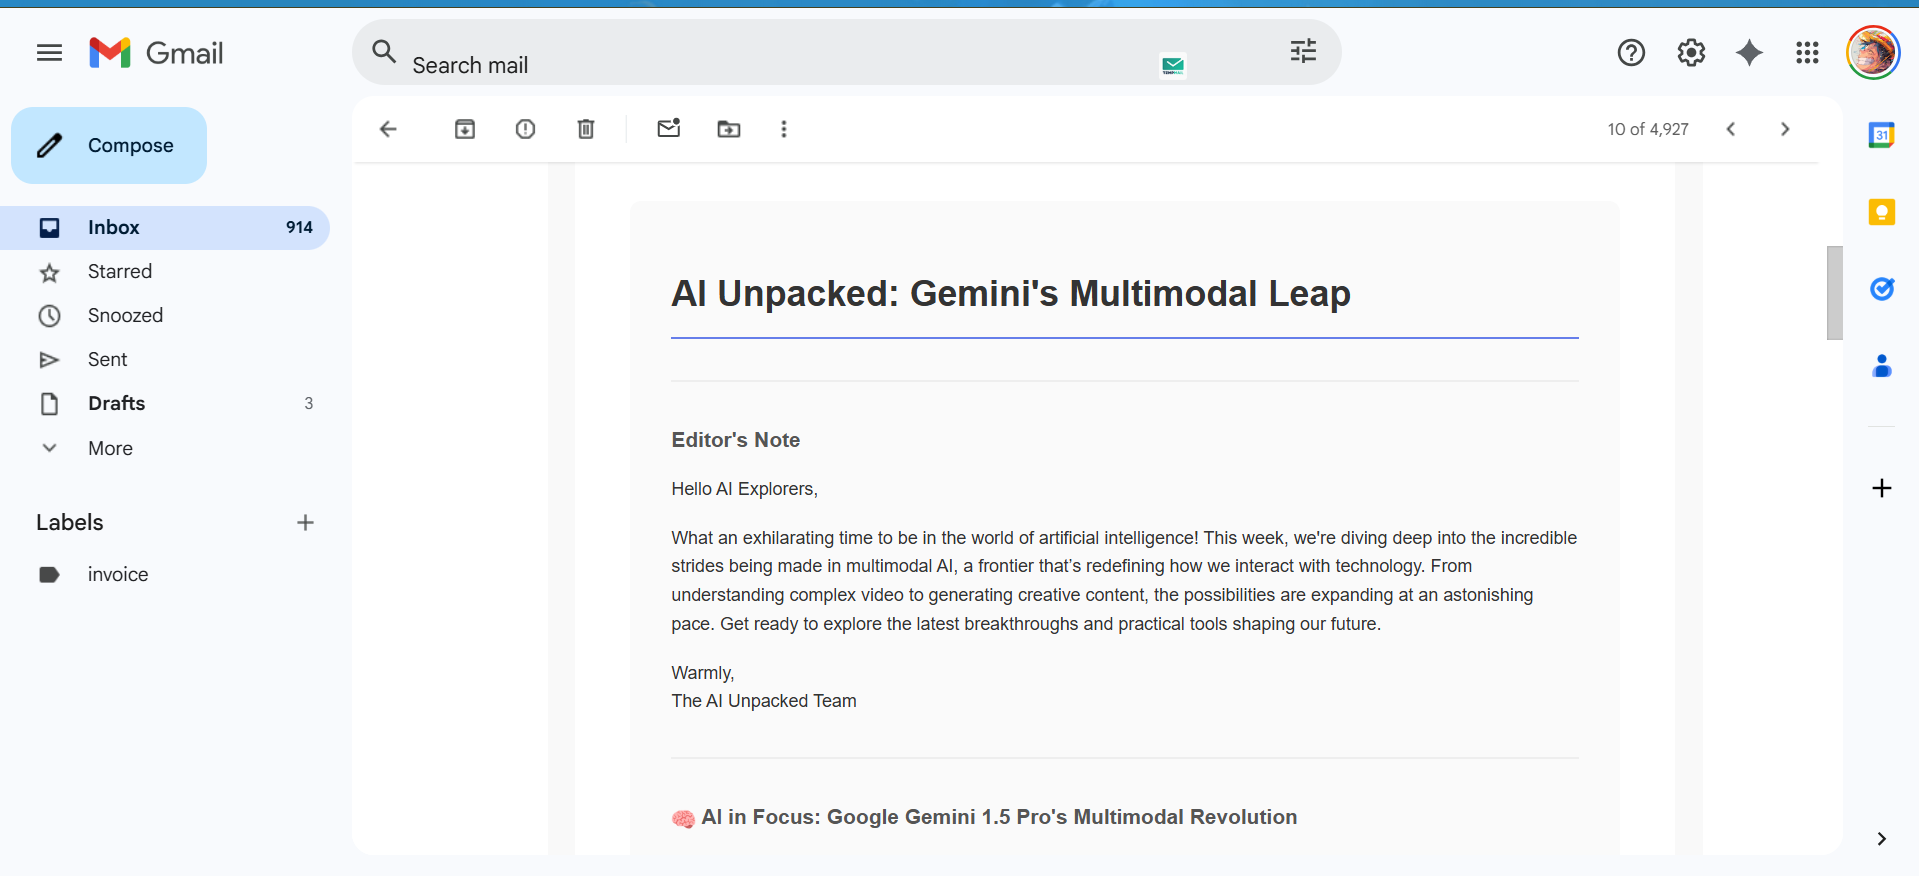 Gmail
Search mail
Compose
10 of 4,927
Inbox 914
Starred
Snoozed
Sent
Drafts 3
More
Labels
invoice
AI Unpacked: Gemini's Multimodal Leap
Editor's Note
Hello AI Explorers,
What an exhilarating time to be in the world of artificial intelligence! This week, we're diving deep into the incredible
strides being made in multimodal AI, a frontier that’s redefining how we interact with technology. From
understanding complex video to generating creative content, the possibilities are expanding at an astonishing
pace. Get ready to explore the latest breakthroughs and practical tools shaping our future.
Warmly,
The AI Unpacked Team
🧠 AI in Focus: Google Gemini 1.5 Pro's Multimodal Revolution
31